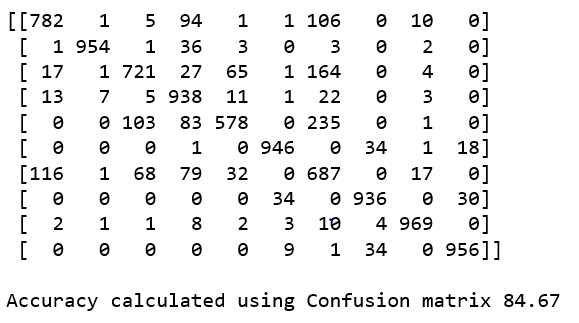 [[782 1 5 94 1 1 106 0 10 0]
[ 1 954 1 36 3 0 3 0 2 0]
[ 17 1 721 27 65 1 164 0 4 0]
[ 13 7 5 938 11 1 22 0 3 0]
[ 0 0 103 83 578 0 235 0 1 0]
[ 0 0 0 1 0 946 0 34 1 18]
[116 1 68 79 32 0 687 0 17 0]
[ 0 0 0 0 0 34 0 936 0 30]
[ 2 1 1 8 2 3 10 4 969 0]
[ 0 0 0 0 0 9 1 34 0 956]]
Accuracy calculated using Confusion matrix 84.67